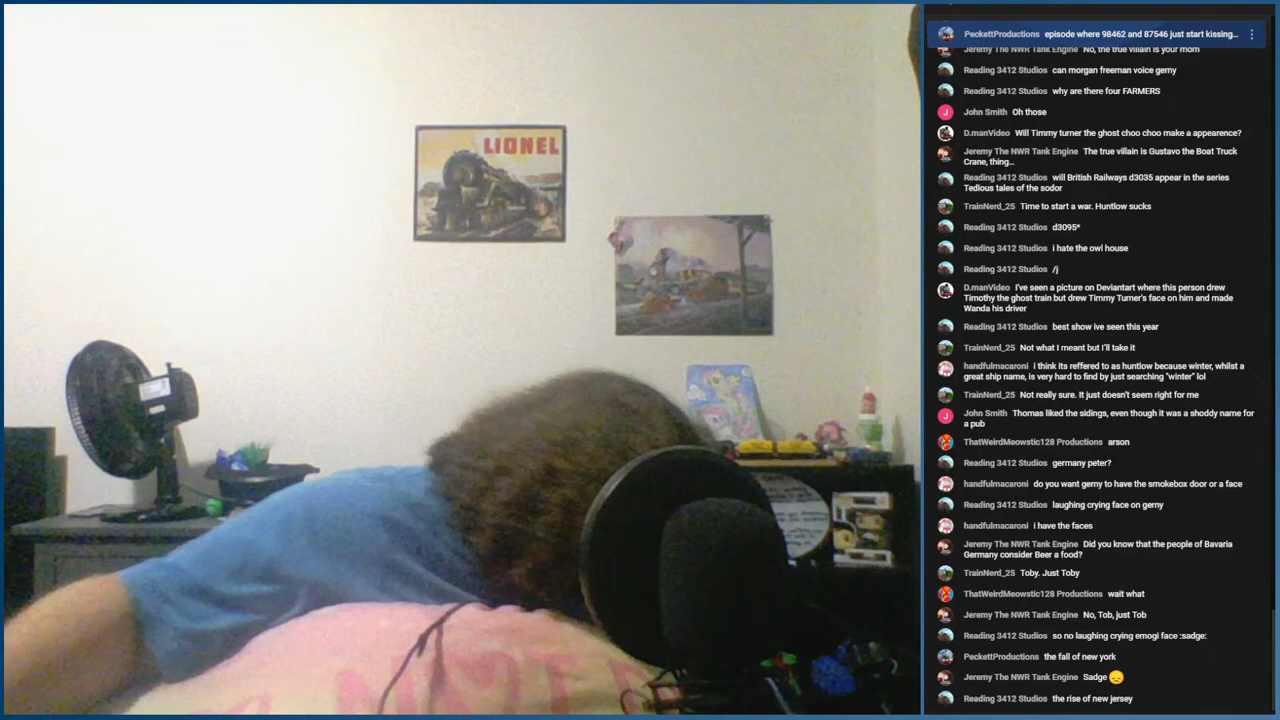 LIONEL
PeckettProductions episode where 98462 and 87546 just start kissing...
Jeremy The NWR Tank Engine No, the true villain is your mom
Reading 3412 Studios can morgan freeman voice gerny
Reading 3412 Studios why are there four FARMERS
John Smith Oh those
D.manVideo Will Timmy turner the ghost choo choo make a appearence?
Jeremy The NWR Tank Engine The true villain is Gustavo the Boat Truck
Crane, thing...
Reading 3412 Studios will British Railways d3035 appear in the series
Tedious tales of the sodor
TrainNerd_25 Time to start a war. Huntlow sucks
Reading 3412 Studios d3095*
Reading 3412 Studios i hate the owl house
Reading 3412 Studios /j
D.manVideo I've seen a picture on Deviantart where this person drew
Timothy the ghost train but drew Timmy Turner's face on him and made
Wanda his driver
Reading 3412 Studios best show ive seen this year
TrainNerd_25 Not what I meant but I'll take it
handfulmacaroni i think its reffered to as huntlow because winter, whilst a
great ship name, is very hard to find by just searching "winter" lol
TrainNerd_25 Not really sure. It just doesn't seem right for me
John Smith Thomas liked the sidings, even though it was a shoddy name for
a pub
ThatWeirdMeowstic128 Productions arson
Reading 3412 Studios germany peter?
handfulmacaroni do you want gerny to have the smokebox door or a face
Reading 3412 Studios laughing crying face on gerny
handfulmacaroni i have the faces
Jeremy The NWR Tank Engine Did you know that the people of Bavaria
Germany consider Beer a food?
TrainNerd_25 Toby. Just Toby
ThatWeirdMeowstic128 Productions wait what
Jeremy The NWR Tank Engine No, Tob, just Tob
Reading 3412 Studios so no laughing crying emogi face :sadge:
PeckettProductions the fall of new york
Jeremy The NWR Tank Engine Sadge 😞
Reading 3412 Studios the rise of new jersey